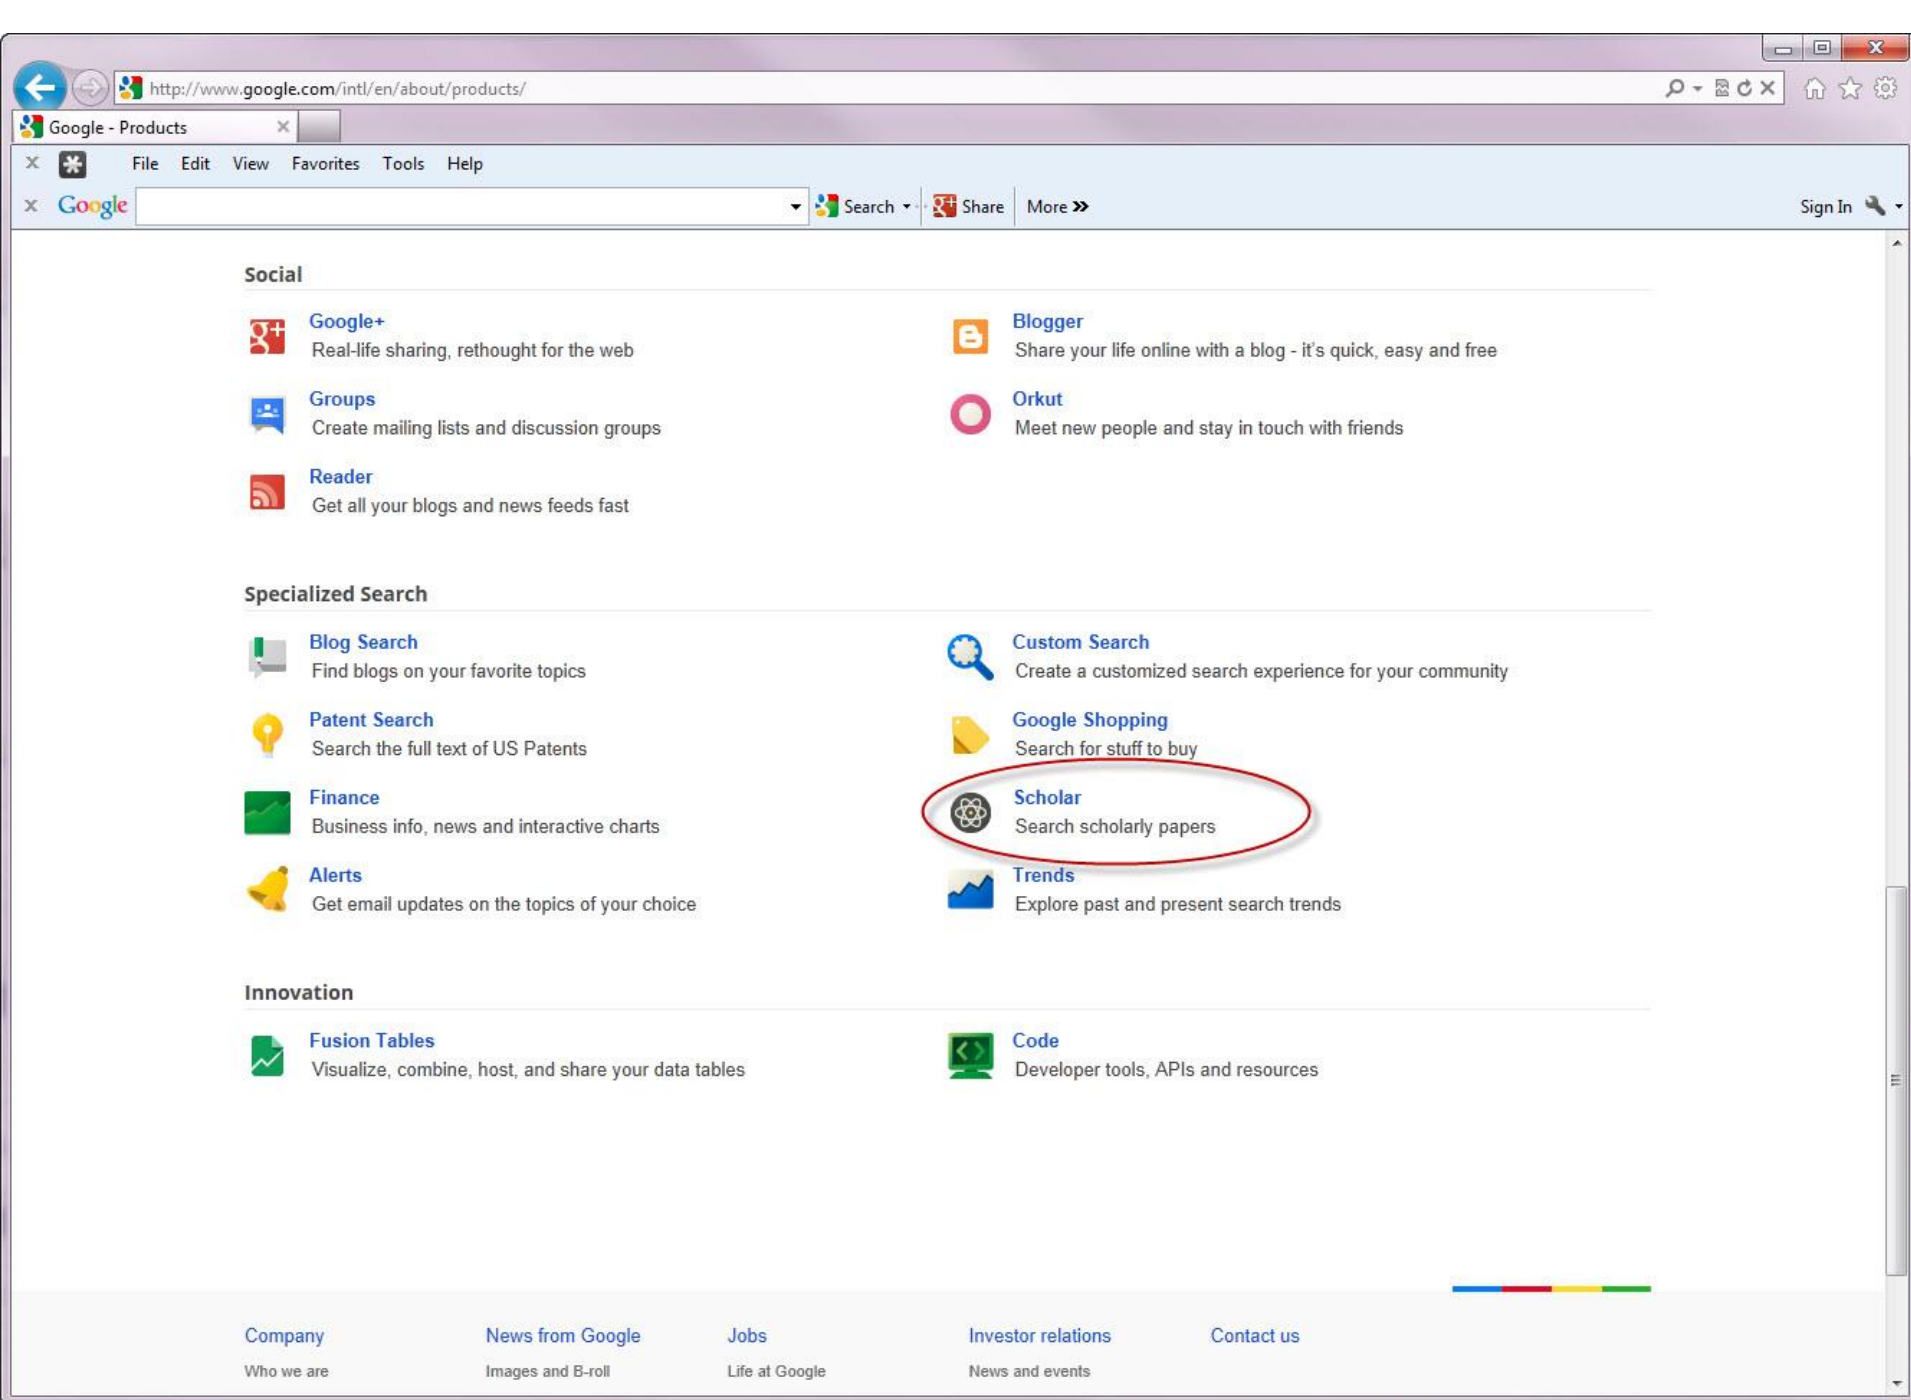 http://www.google.com/intl/en/about/products/
Google - Products
File Edit View Favorites Tools Help
Google Search Share More » Sign In
Social
Google+
Real-life sharing, rethought for the web
Blogger
Share your life online with a blog - it's quick, easy and free
Groups
Create mailing lists and discussion groups
Orkut
Meet new people and stay in touch with friends
Reader
Get all your blogs and news feeds fast
Specialized Search
Blog Search
Find blogs on your favorite topics
Custom Search
Create a customized search experience for your community
Patent Search
Search the full text of US Patents
Google Shopping
Search for stuff to buy
Finance
Business info, news and interactive charts
Scholar
Search scholarly papers
Alerts
Get email updates on the topics of your choice
Trends
Explore past and present search trends
Innovation
Fusion Tables
Visualize, combine, host, and share your data tables
Code
Developer tools, APIs and resources
Company News from Google Jobs Investor relations Contact us
Who we are Images and B-roll Life at Google News and events